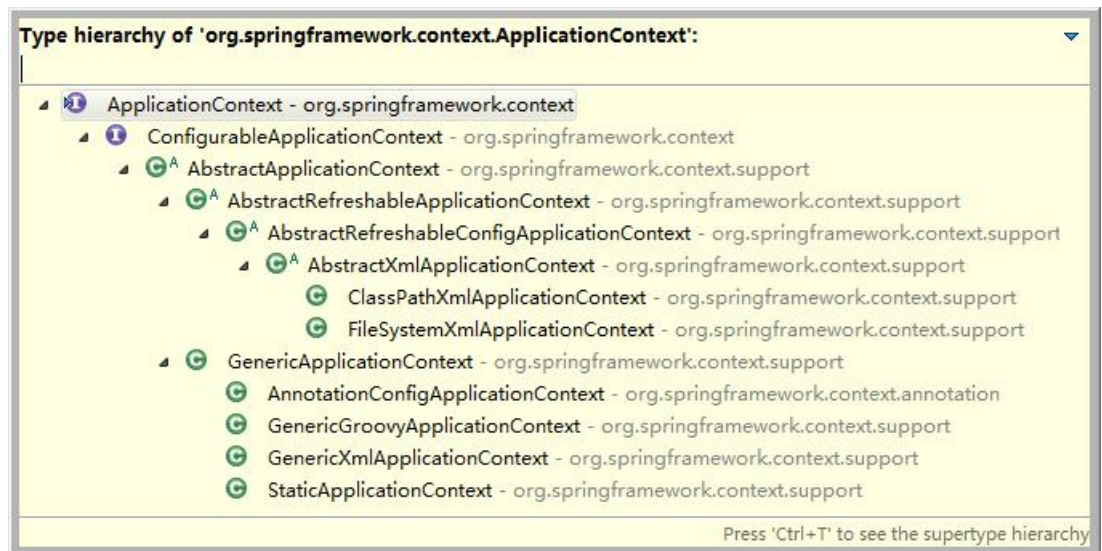 Type hierarchy of 'org.springframework.context.ApplicationContext':
ApplicationContext - org.springframework.context
ConfigurableApplicationContext - org.springframework.context
AbstractApplicationContext - org.springframework.context.support
AbstractRefreshableApplicationContext - org.springframework.context.support
AbstractRefreshableConfigApplicationContext - org.springframework.context.support
AbstractXmlApplicationContext - org.springframework.context.support
ClassPathXmlApplicationContext - org.springframework.context.support
FileSystemXmlApplicationContext - org.springframework.context.support
GenericApplicationContext - org.springframework.context.support
AnnotationConfigApplicationContext - org.springframework.context.annotation
GenericGroovyApplicationContext - org.springframework.context.support
GenericXmlApplicationContext - org.springframework.context.support
StaticApplicationContext - org.springframework.context.support
Press 'Ctrl+T' to see the supertype hierarchy